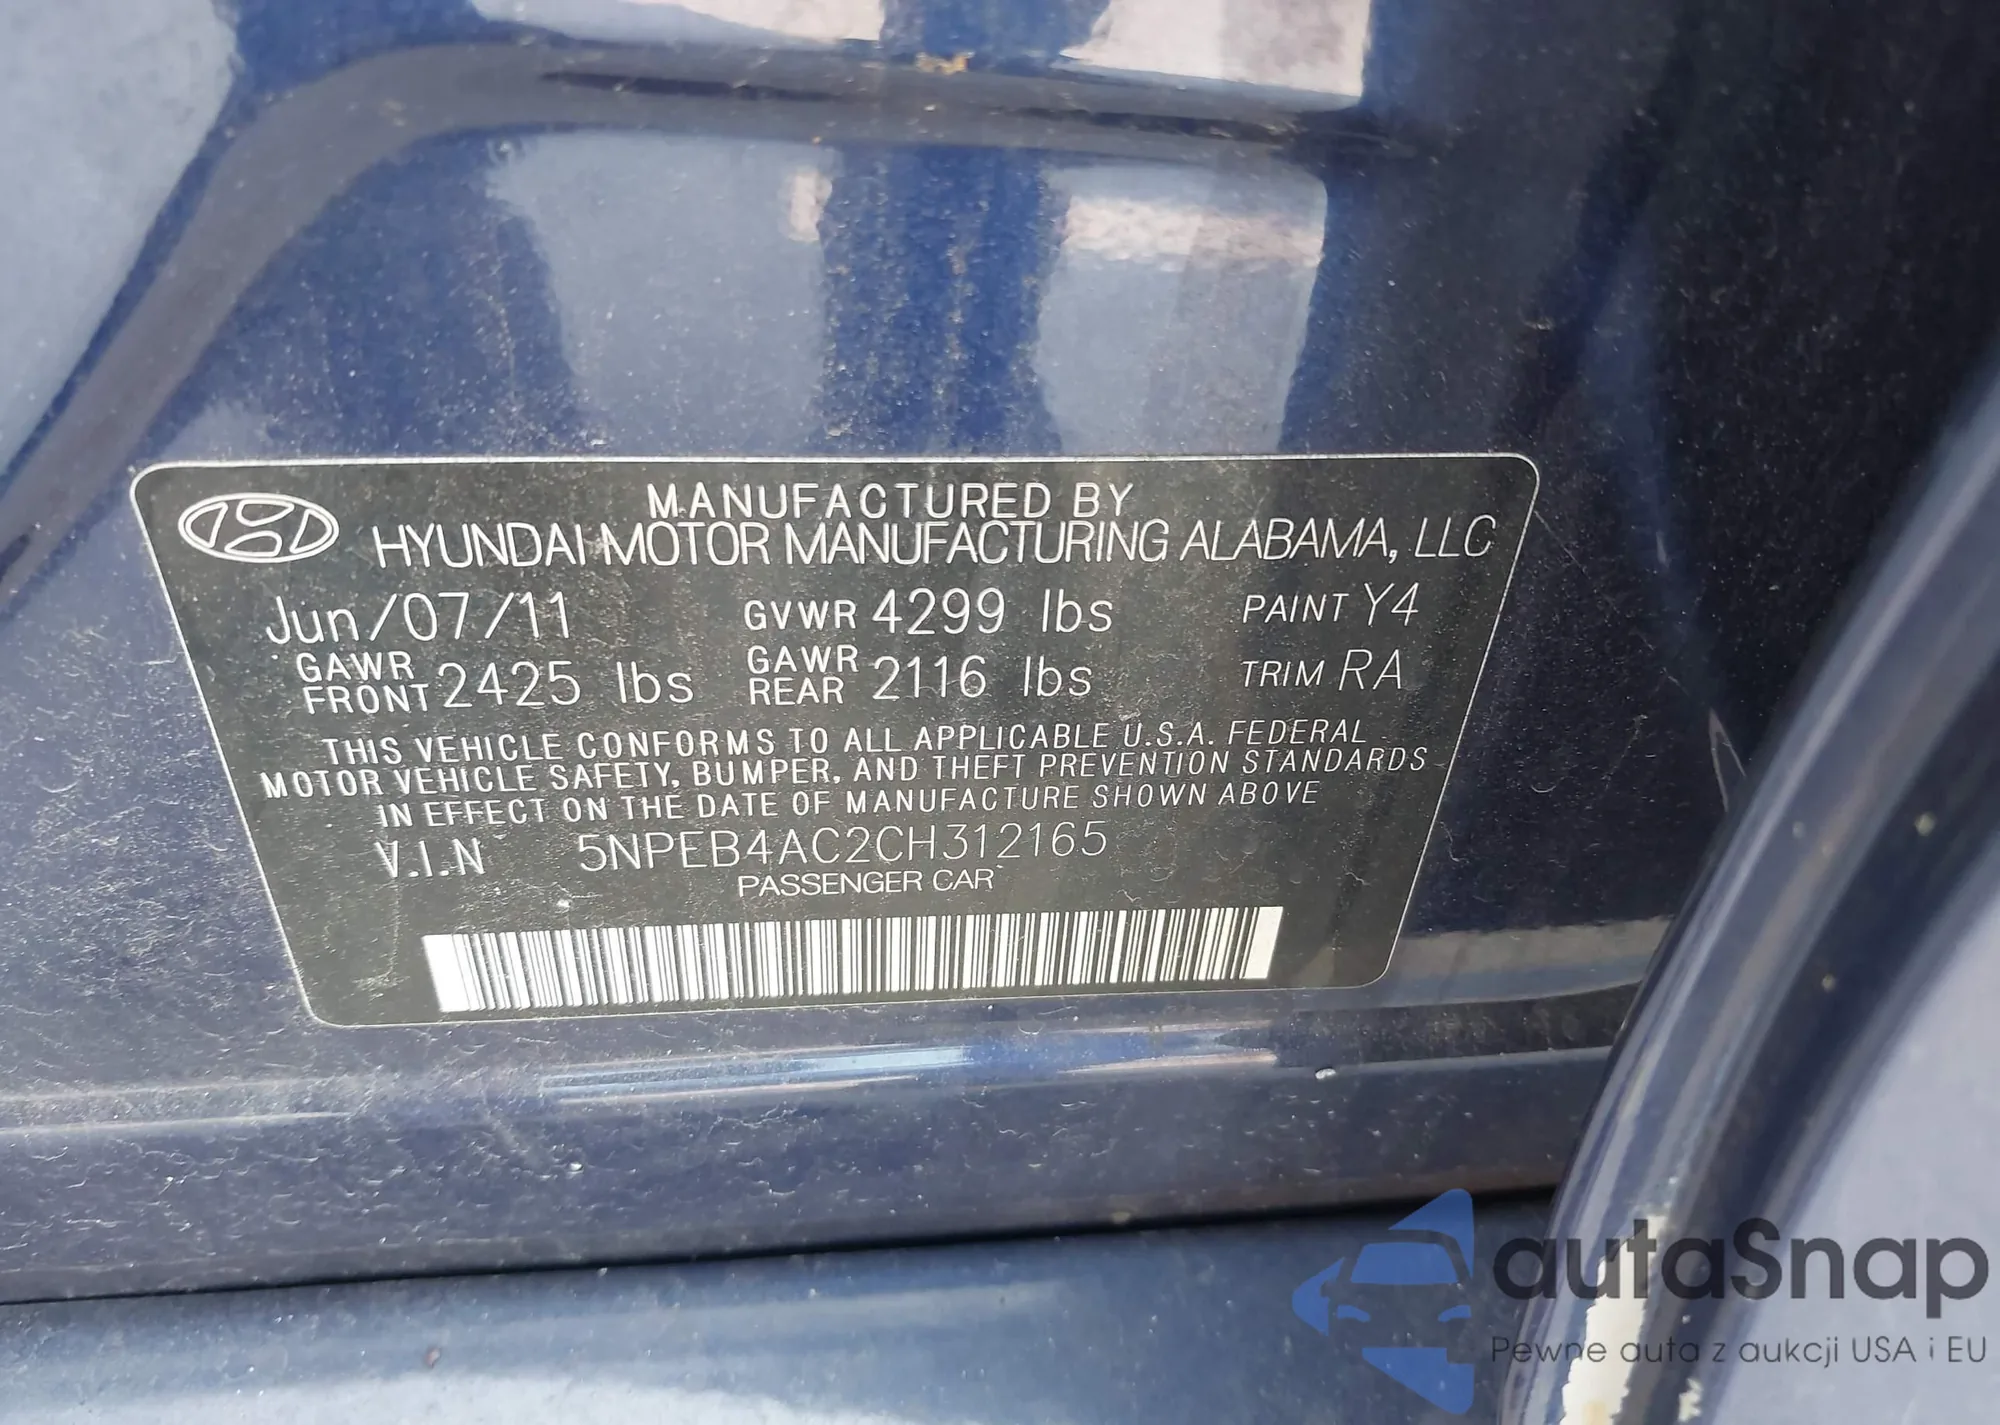 MANUFACTURED BY
HYUNDAI MOTOR MANUFACTURING ALABAMA, LLC
Jun/07/11 GVWR 4299 lbs PAINT Y4
GAWR FRONT 2425 lbs GAWR REAR 2116 lbs TRIM RA
THIS VEHICLE CONFORMS TO ALL APPLICABLE U.S.A. FEDERAL
MOTOR VEHICLE SAFETY, BUMPER, AND THEFT PREVENTION STANDARDS
IN EFFECT ON THE DATE OF MANUFACTURE SHOWN ABOVE
V.I.N 5NPEB4AC2CH312165
PASSENGER CAR
autaSnap
Pewne auta z aukcji USA i EU